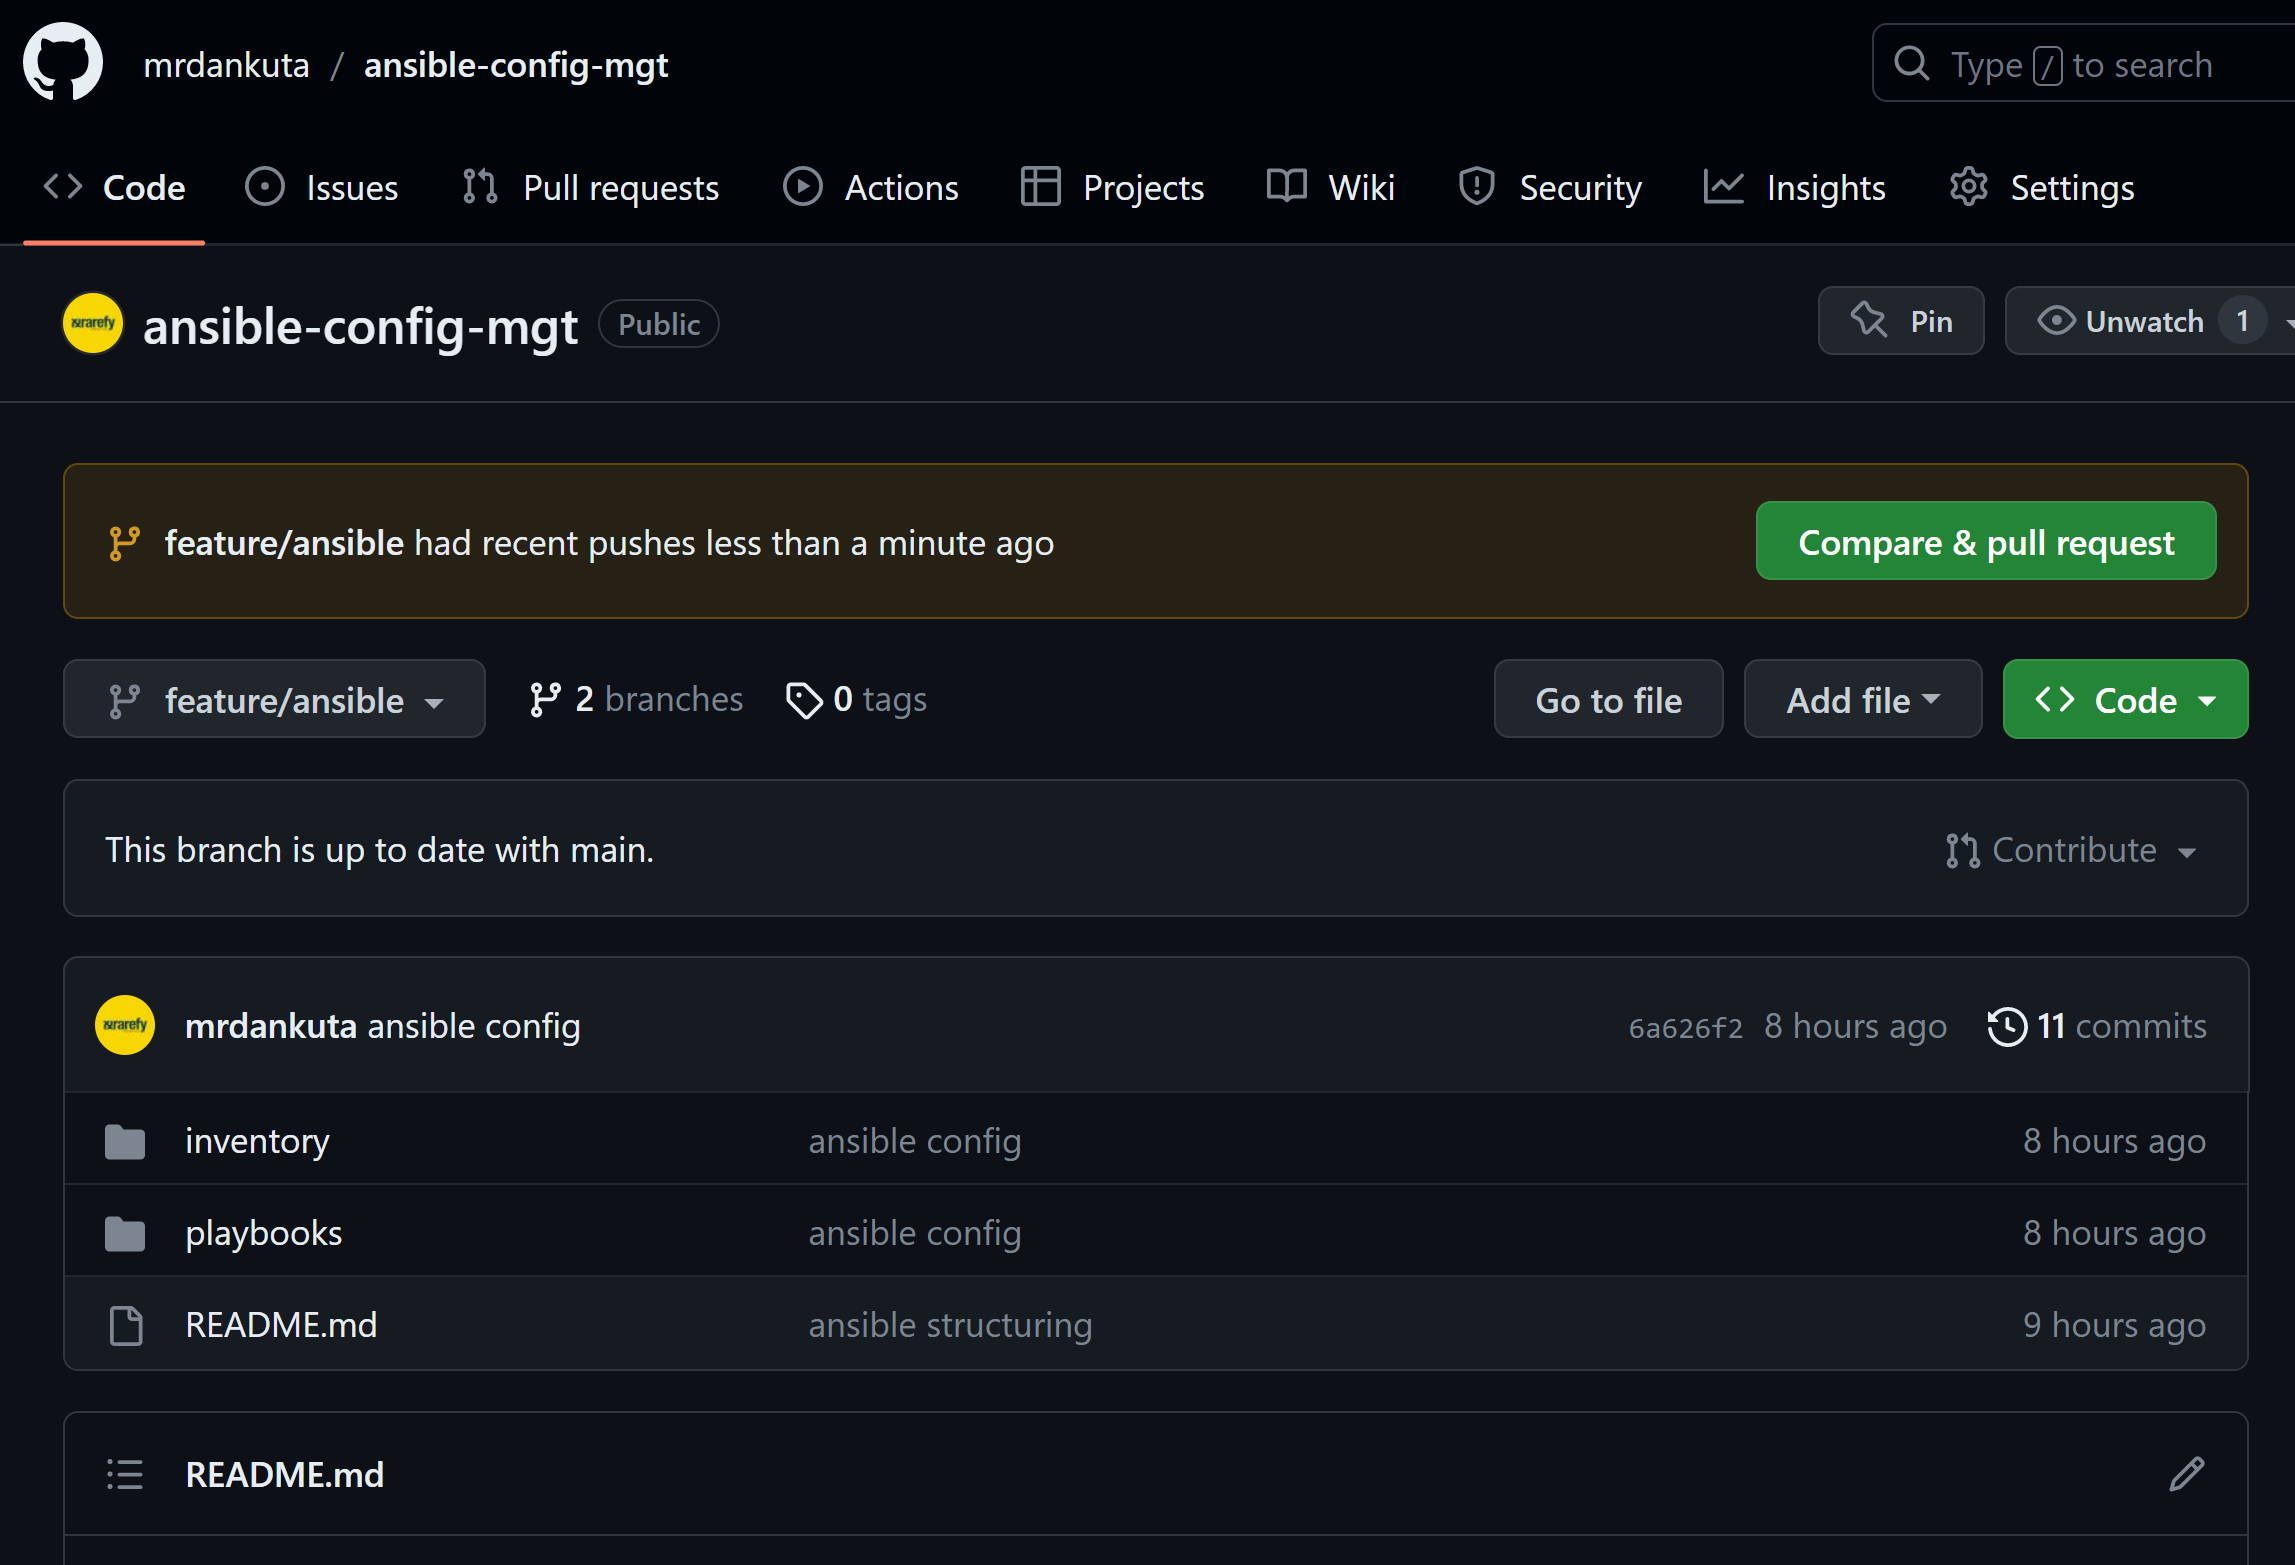 mrdankuta / ansible-config-mgt
Type / to search
Code Issues Pull requests Actions Projects Wiki Security Insights Settings
ansible-config-mgt Public
Pin Unwatch 1
feature/ansible had recent pushes less than a minute ago
Compare & pull request
feature/ansible 2 branches 0 tags Go to file Add file Code
This branch is up to date with main.
Contribute
mrdankuta ansible config 6a626f2 8 hours ago 11 commits
inventory ansible config 8 hours ago
playbooks ansible config 8 hours ago
README.md ansible structuring 9 hours ago
README.md